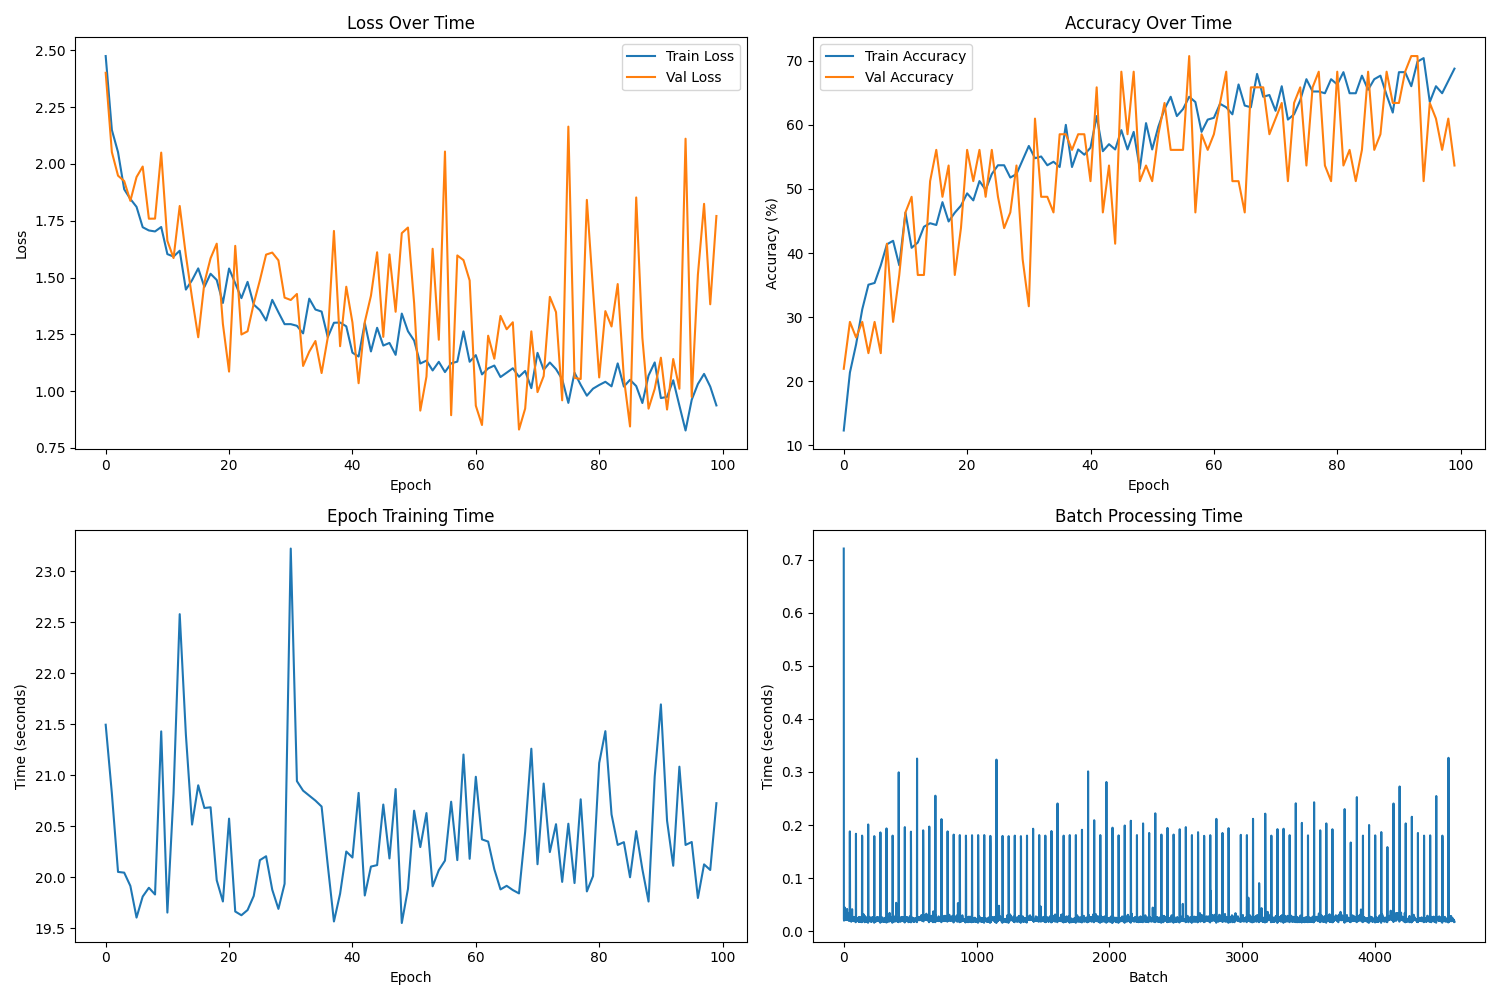 Loss Over Time
2.50
2.25
2.00
1.75
1.50
1.25
1.00
0.75
Loss
Train Loss
Val Loss
0 20 40 60 80 100
Epoch
Accuracy Over Time
70
60
50
40
30
20
10
Accuracy (%)
Train Accuracy
Val Accuracy
0 20 40 60 80 100
Epoch
Epoch Training Time
23.0
22.5
22.0
21.5
21.0
20.5
20.0
19.5
Time (seconds)
0 20 40 60 80 100
Epoch
Batch Processing Time
0.7
0.6
0.5
0.4
0.3
0.2
0.1
0.0
Time (seconds)
0 1000 2000 3000 4000
Batch